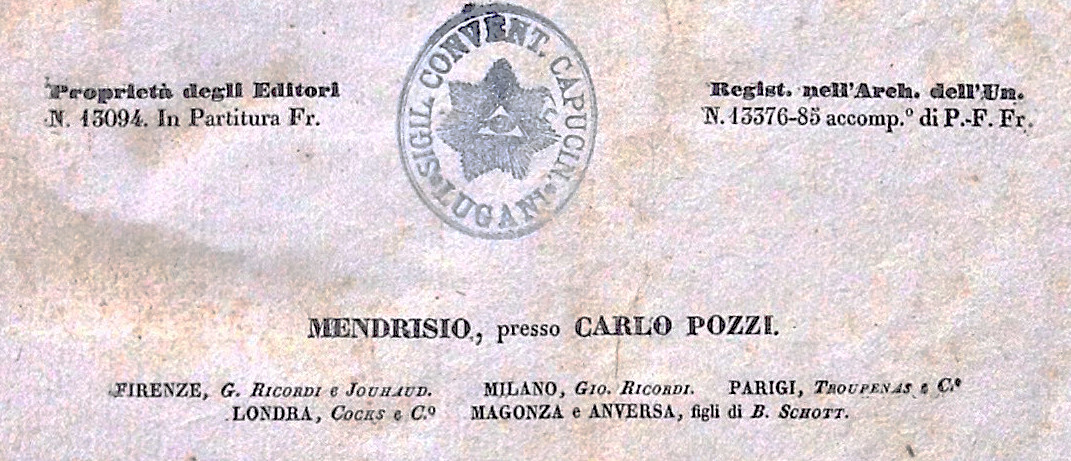 SIGIL. CONVENT. CAPUCIN. LUGANI
Proprietà degli Editori
N. 13094. In Partitura Fr.
Regist. nell'Arch. dell'Un.
N. 13376-85 accomp.º di P.-F. Fr.
MENDRISIO, presso CARLO POZZI.
FIRENZE, G. RICORDI e JOUHAUD. MILANO, GIO. RICORDI. PARIGI, TROUPENAS e C.º
LONDRA, COCKS e C.º MAGONZA e ANVERSA, figli di B. SCHOTT.